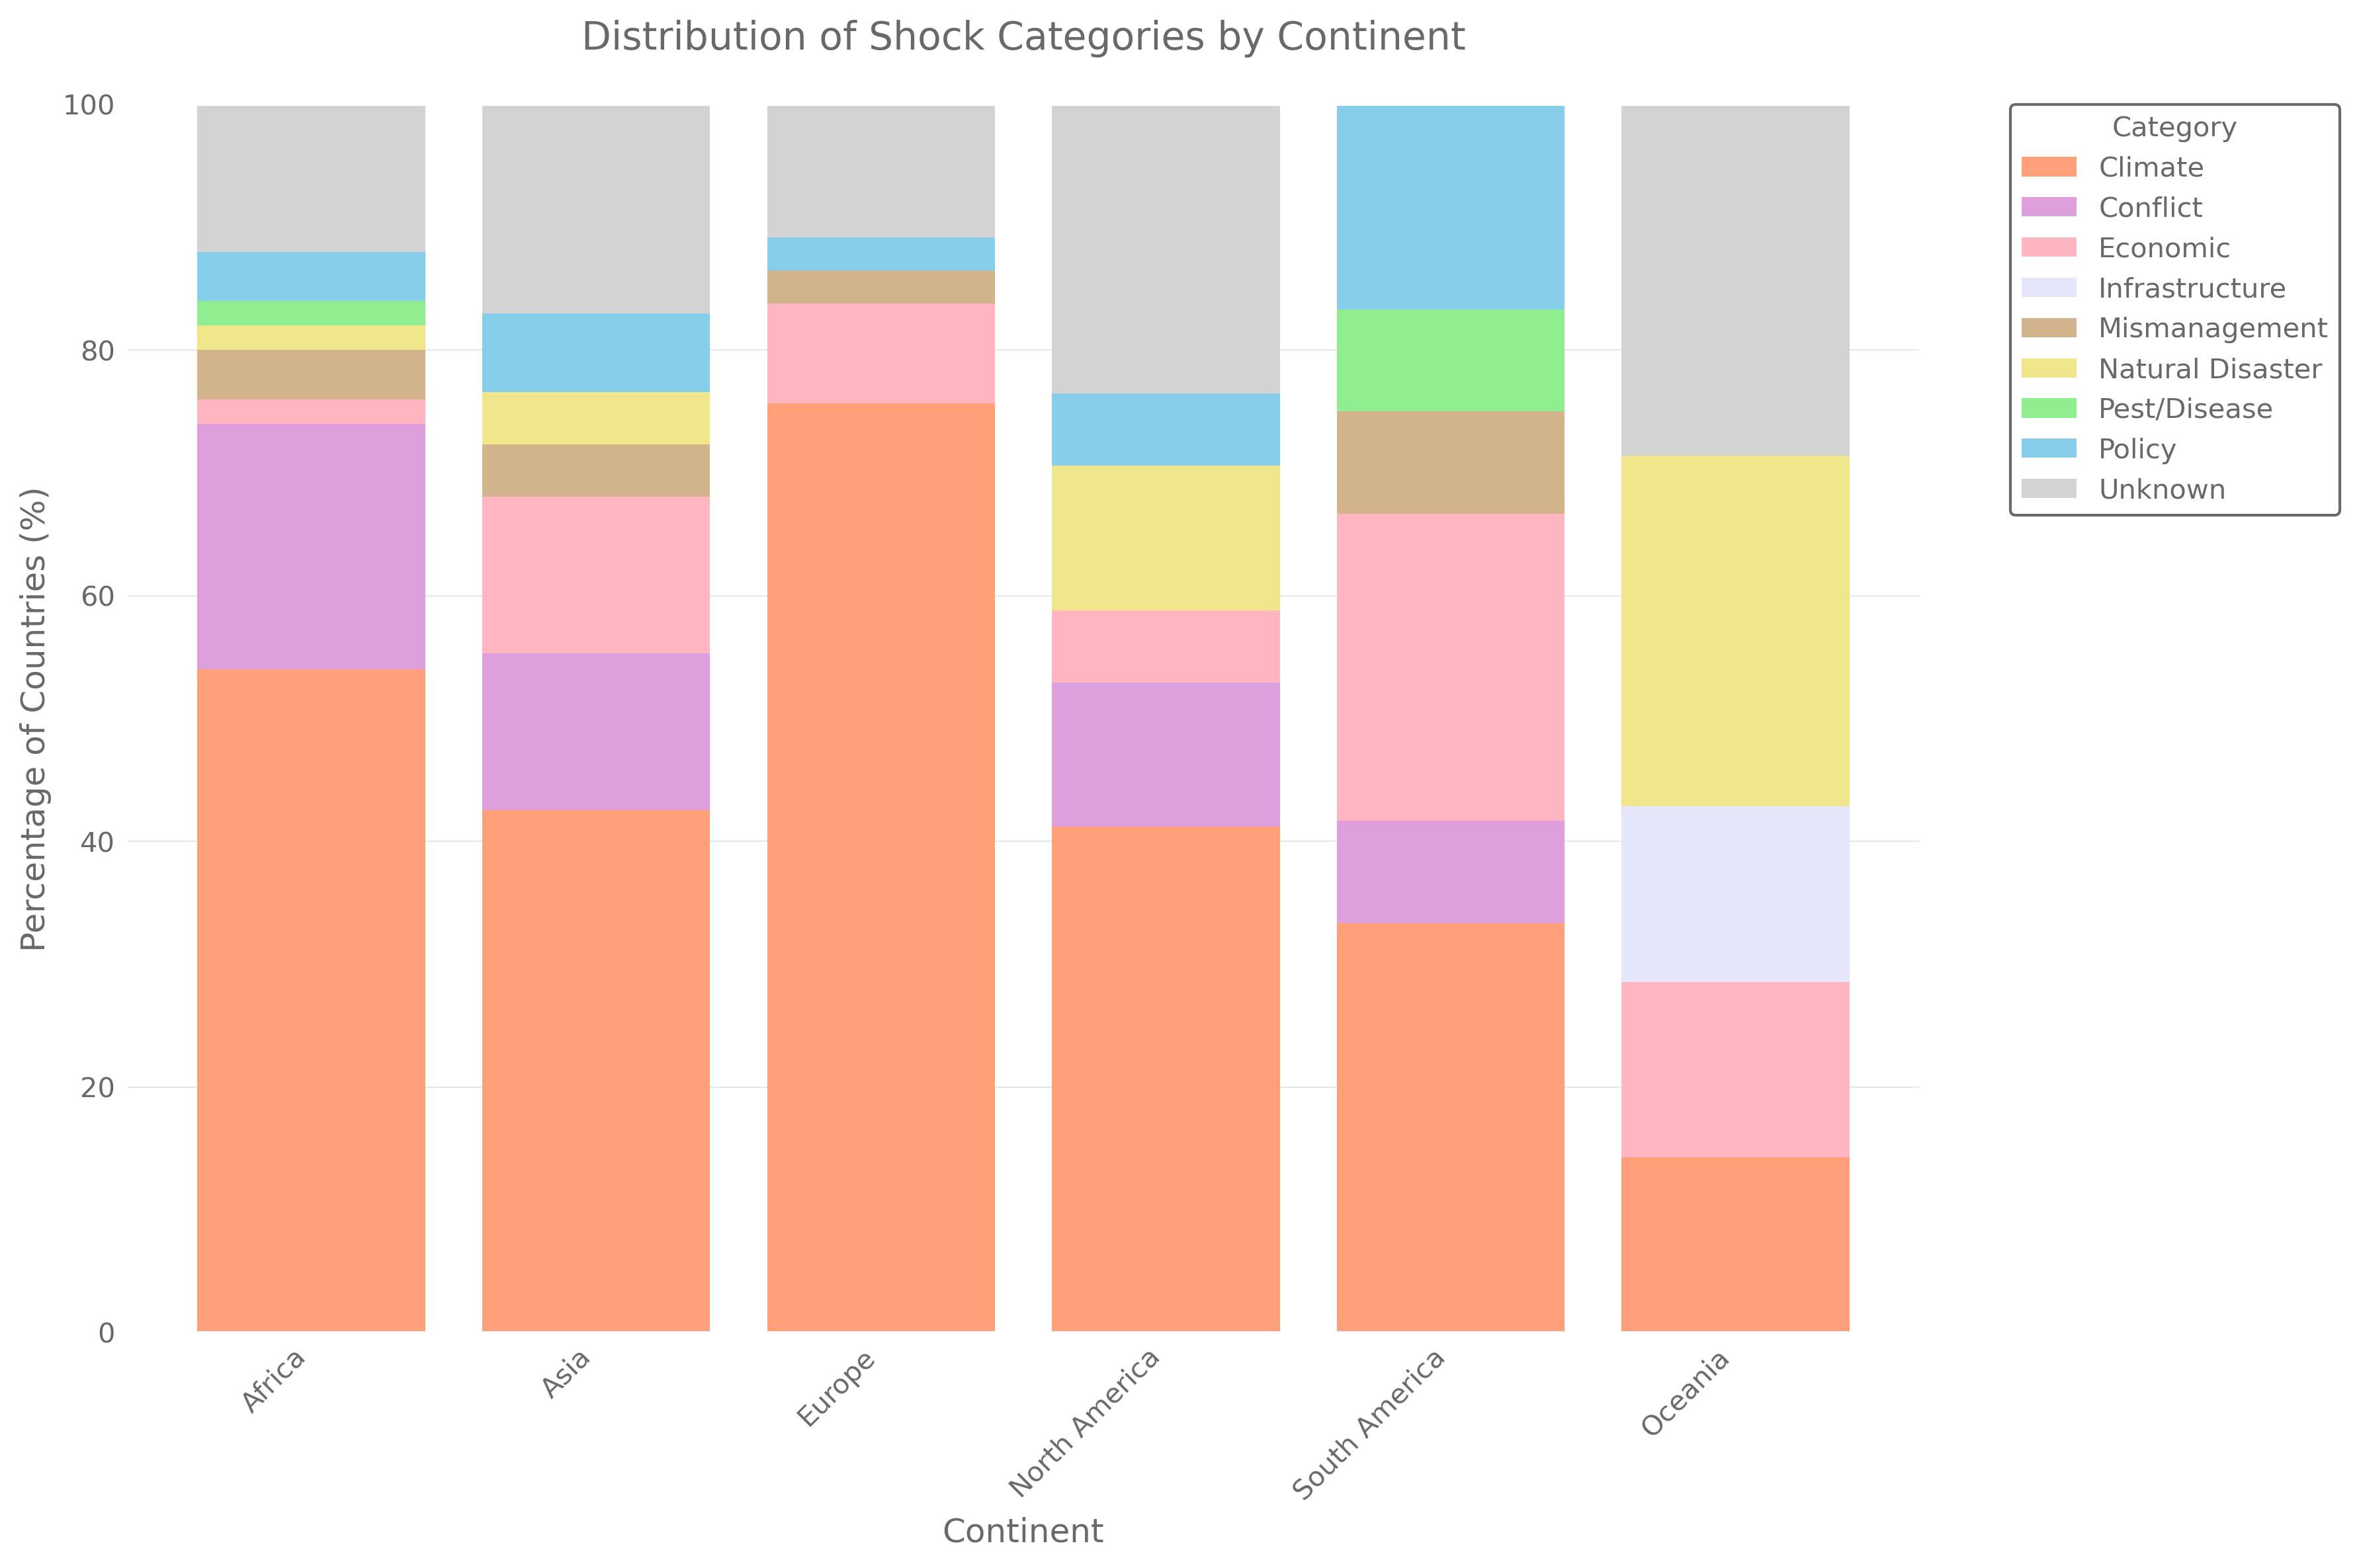 Distribution of Shock Categories by Continent
Percentage of Countries (%)
100
80
60
40
20
0
Africa
Asia
Europe
North America
South America
Oceania
Continent
Category
Climate
Conflict
Economic
Infrastructure
Mismanagement
Natural Disaster
Pest/Disease
Policy
Unknown